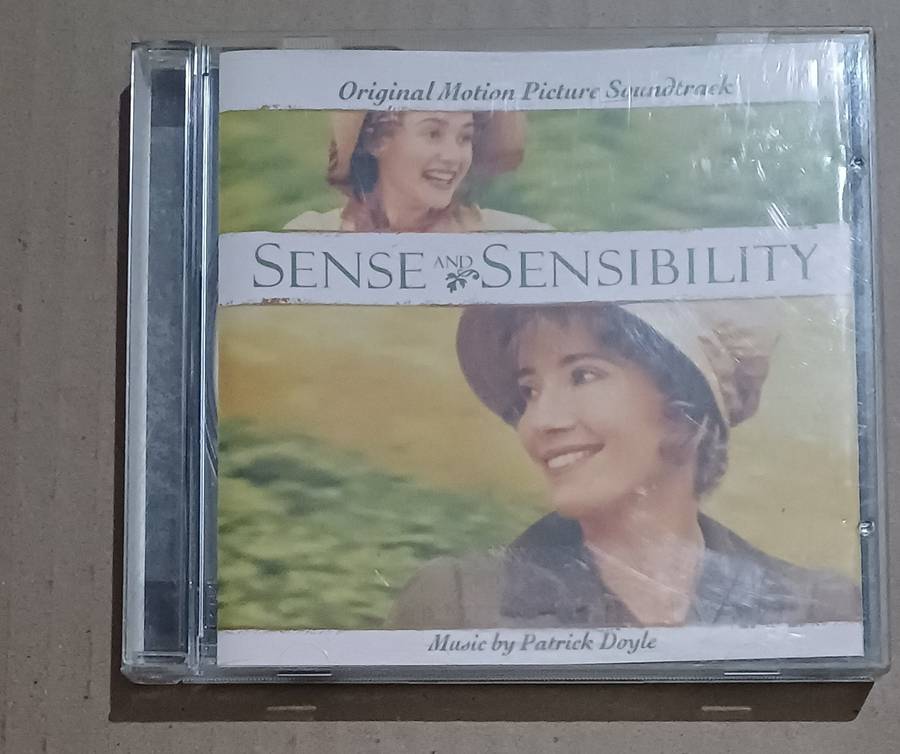 Original Motion Picture Soundtrack
SENSE AND SENSIBILITY
Music by Patrick Doyle